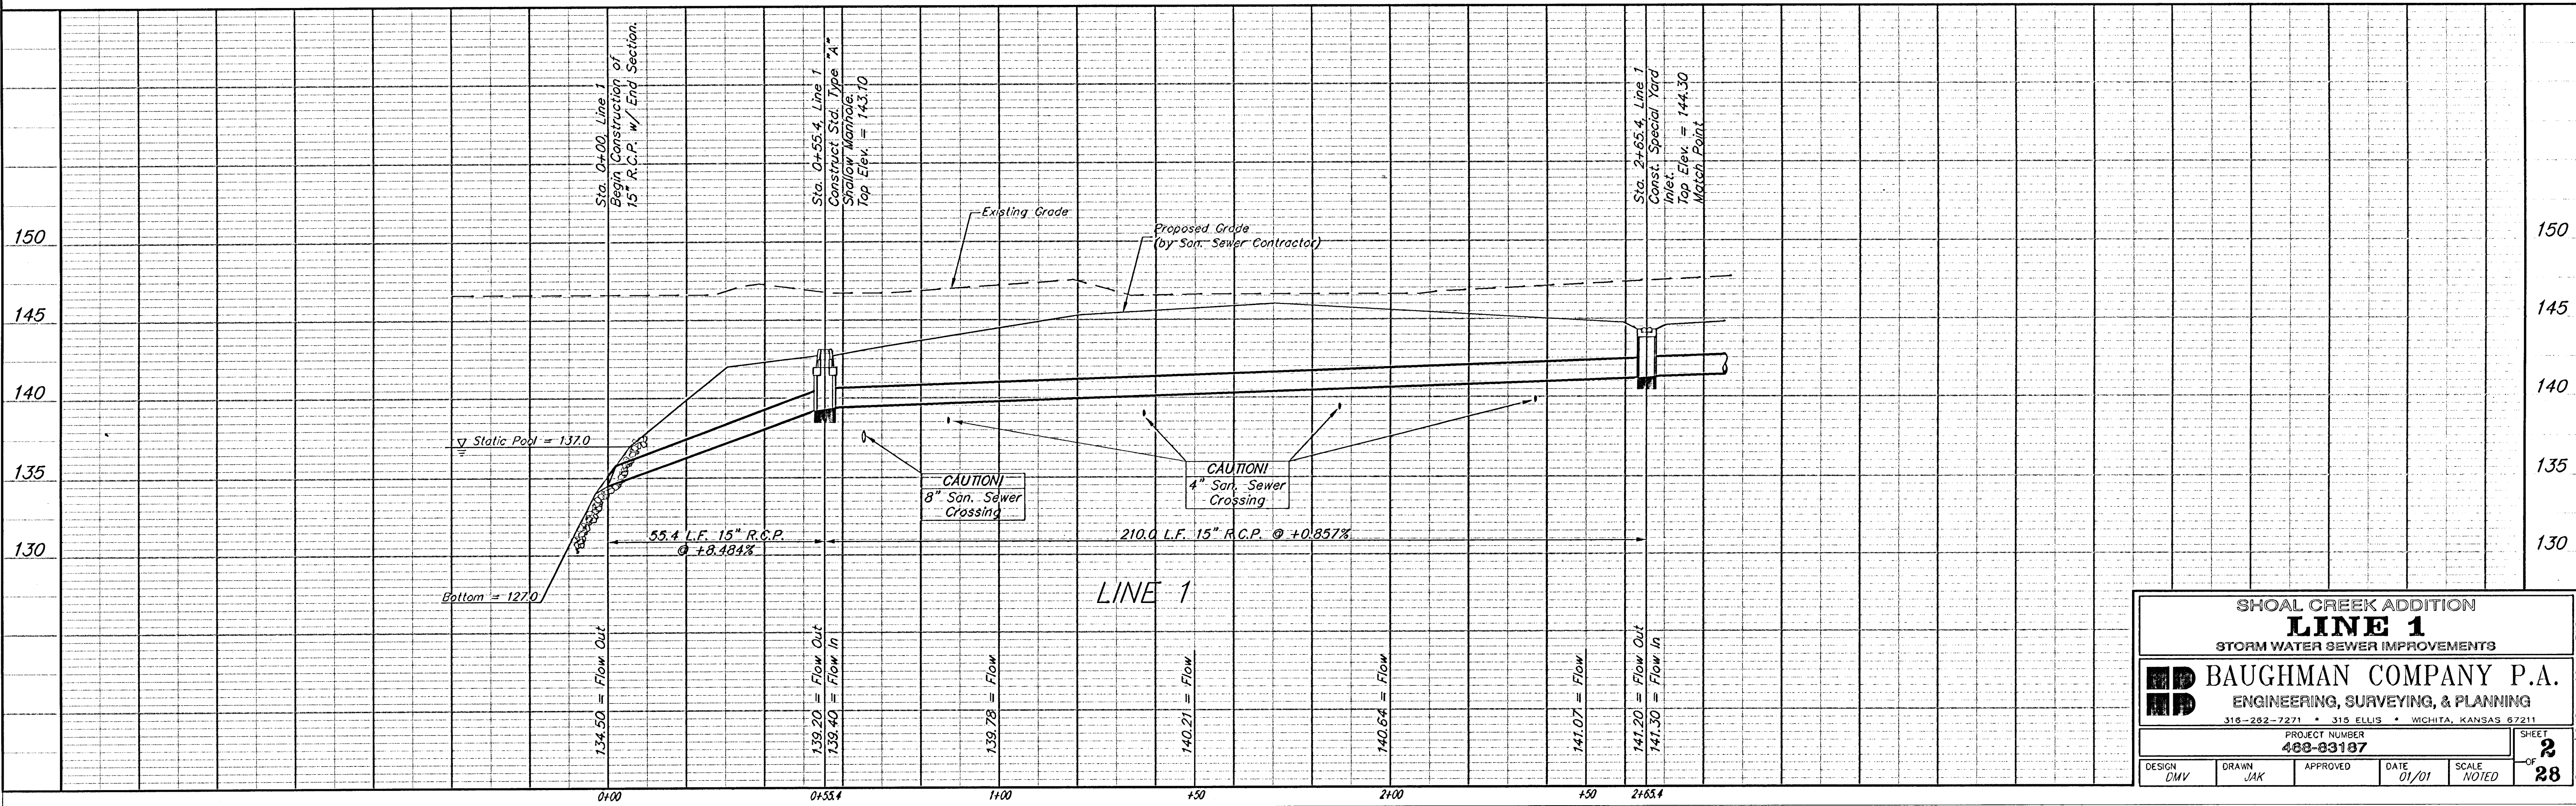 Sta. 0+00, Line 1
Begin Construction of
15" R.C.P. w/ End Section.
Sta. 0+55.4, Line 1
Construct Std. Type "A"
Shallow Manhole.
Top Elev. = 143.10
Sta. 2+65.4, Line 1
Const. Special Yard
Inlet.
Top Elev. = 144.30
Match Point
150
145
140
135
130
150
145
140
135
130
Existing Grade
Proposed Grade
(by San. Sewer Contractor)
Static Pool = 137.0
CAUTION!
8" San. Sewer
Crossing
CAUTION!
4" San. Sewer
Crossing
55.4 L.F. 15" R.C.P.
@ +8.484%
210.0 L.F. 15" R.C.P. @ +0.857%
Bottom = 127.0
LINE 1
134.50 = Flow Out
139.20 = Flow Out
139.40 = Flow In
139.78 = Flow
140.21 = Flow
140.64 = Flow
141.07 = Flow
141.20 = Flow Out
141.30 = Flow In
0+00
0+55.4
1+00
+50
2+00
+50
2+65.4
SHOAL CREEK ADDITION
LINE 1
STORM WATER SEWER IMPROVEMENTS
BAUGHMAN COMPANY P.A.
ENGINEERING, SURVEYING, & PLANNING
316-262-7271 * 315 ELLIS * WICHITA, KANSAS 67211
PROJECT NUMBER
468-83187
SHEET
2
OF
28
DESIGN
DMV
DRAWN
JAK
APPROVED
DATE
01/01
SCALE
NOTED